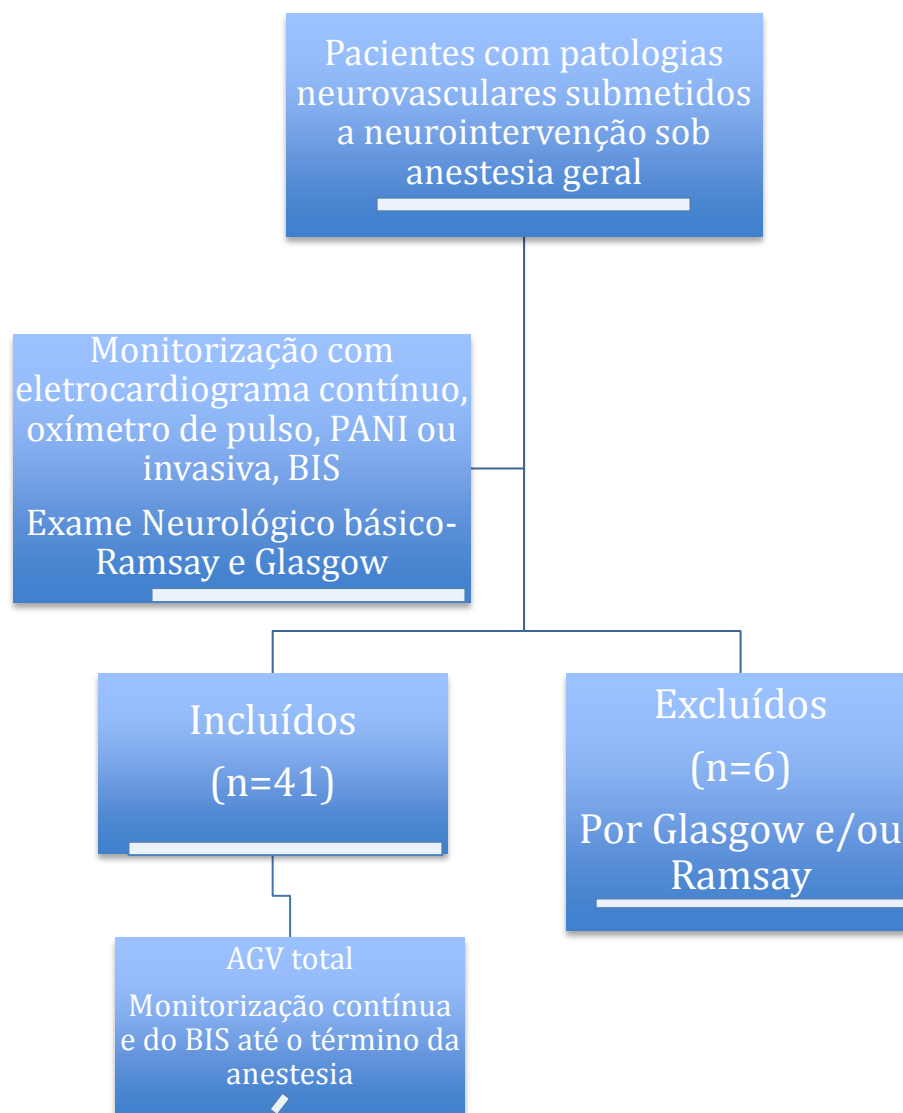 Pacientes com patologias
neurovasculares submetidos
a neurointervenção sob
anestesia geral
Monitorização com
eletrocardiograma contínuo,
oxímetro de pulso, PANI ou
invasiva, BIS
Exame Neurológico básico-
Ramsay e Glasgow
Incluídos
(n=41)
Excluídos
(n=6)
Por Glasgow e/ou
Ramsay
AGV total
Monitorização contínua
e do BIS até o término da
anestesia